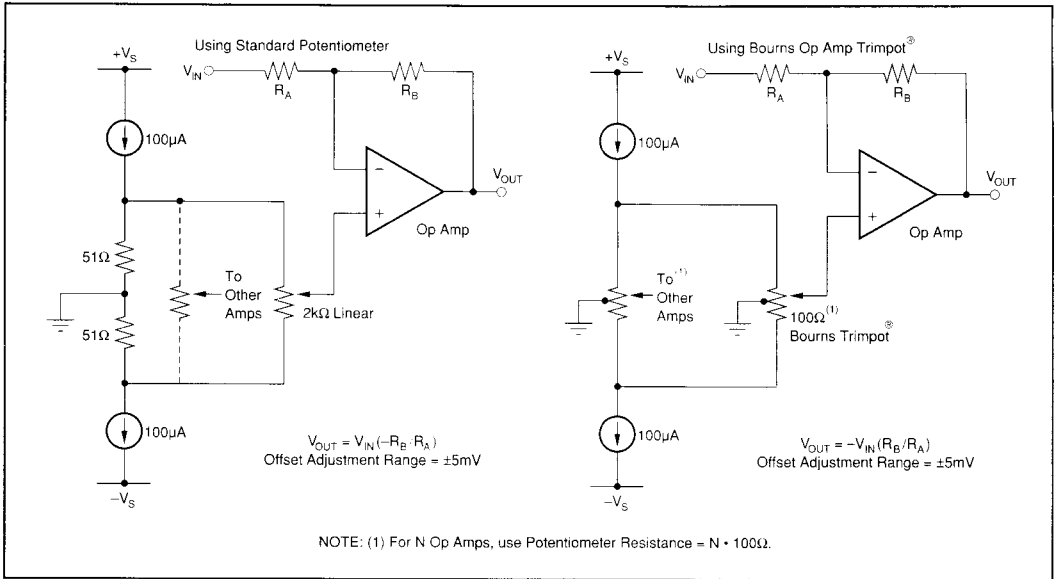 Using Standard Potentiometer
+V_S
V_IN
R_A
R_B
100µA
−
+
V_OUT
Op Amp
51Ω
51Ω
To
Other
Amps
2kΩ Linear
100µA
−V_S
V_OUT = V_IN(−R_B/R_A)
Offset Adjustment Range = ±5mV
Using Bourns Op Amp Trimpot®
+V_S
V_IN
R_A
R_B
100µA
−
+
V_OUT
Op Amp
To(1)
Other
Amps
100Ω(1)
Bourns Trimpot®
100µA
−V_S
V_OUT = −V_IN(R_B/R_A)
Offset Adjustment Range = ±5mV
NOTE: (1) For N Op Amps, use Potentiometer Resistance = N • 100Ω.